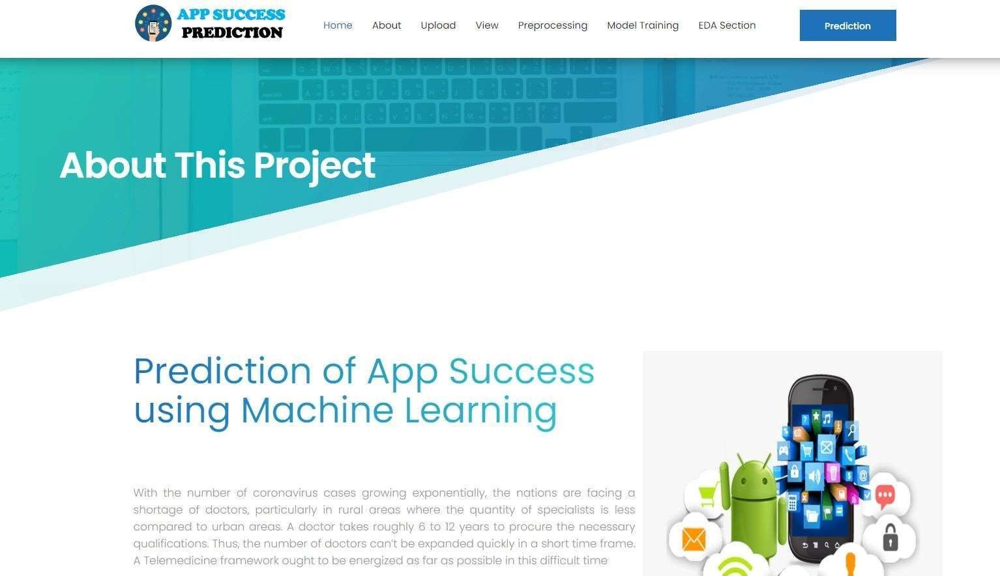 APP SUCCESS
PREDICTION
Home About Upload View Preprocessing Model Training EDA Section Prediction
About This Project
Prediction of App Success
using Machine Learning
With the number of coronavirus cases growing exponentially, the nations are facing a
shortage of doctors, particularly in rural areas where the quantity of specialists is less
compared to urban areas. A doctor takes roughly 6 to 12 years to procure the necessary
qualifications. Thus, the number of doctors can't be expanded quickly in a short time frame.
A Telemedicine framework ought to be energized as far as possible in this difficult time